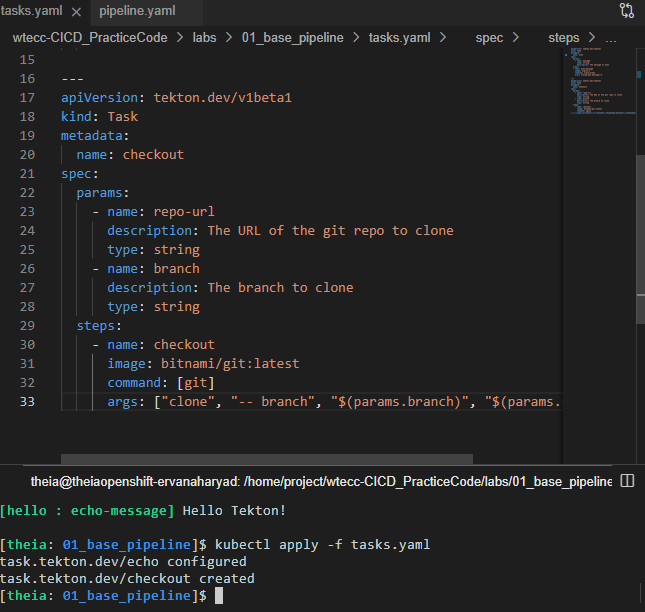 tasks.yaml × pipeline.yaml
wtecc-CICD_PracticeCode > labs > 01_base_pipeline > tasks.yaml > spec > steps > ...
15
16 ---
17 apiVersion: tekton.dev/v1beta1
18 kind: Task
19 metadata:
20 name: checkout
21 spec:
22 params:
23 - name: repo-url
24 description: The URL of the git repo to clone
25 type: string
26 - name: branch
27 description: The branch to clone
28 type: string
29 steps:
30 - name: checkout
31 image: bitnami/git:latest
32 command: [git]
33 args: ["clone", "-- branch", "$(params.branch)", "$(params.
theia@theiaopenshift-ervanaharyad: /home/project/wtecc-CICD_PracticeCode/labs/01_base_pipeline
[hello : echo-message] Hello Tekton!
[theia: 01_base_pipeline]$ kubectl apply -f tasks.yaml
task.tekton.dev/echo configured
task.tekton.dev/checkout created
[theia: 01_base_pipeline]$